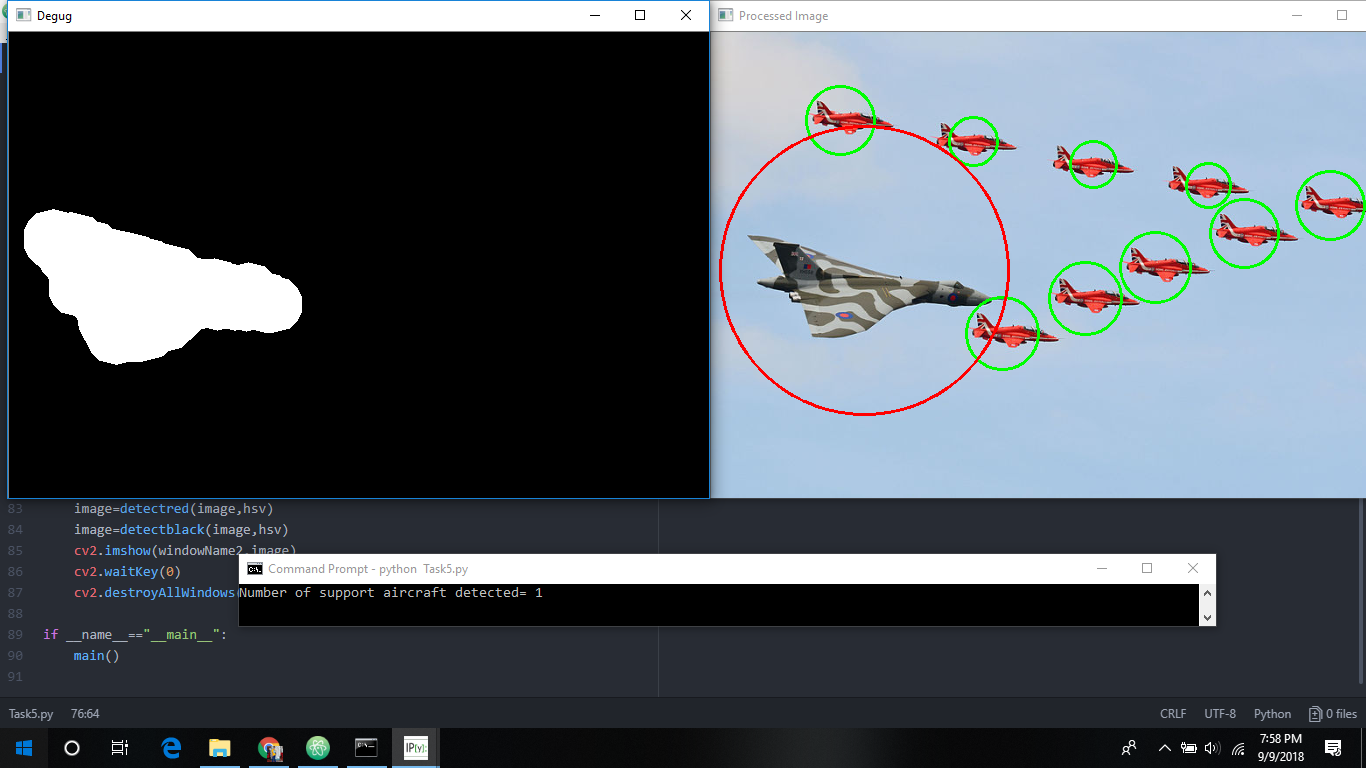 Degug
Processed Image
83 image=detectred(image,hsv)
84 image=detectblack(image,hsv)
85 cv2.imshow(windowName2,image)
86 cv2.waitKey(0)
87 cv2.destroyAllWindows(
88
89 if __name__=="__main__":
90 main()
91
Command Prompt - python  Task5.py
Number of support aircraft detected= 1
Task5.py 76:64 CRLF UTF-8 Python 0 files
IP[y]:
7:58 PM
9/9/2018